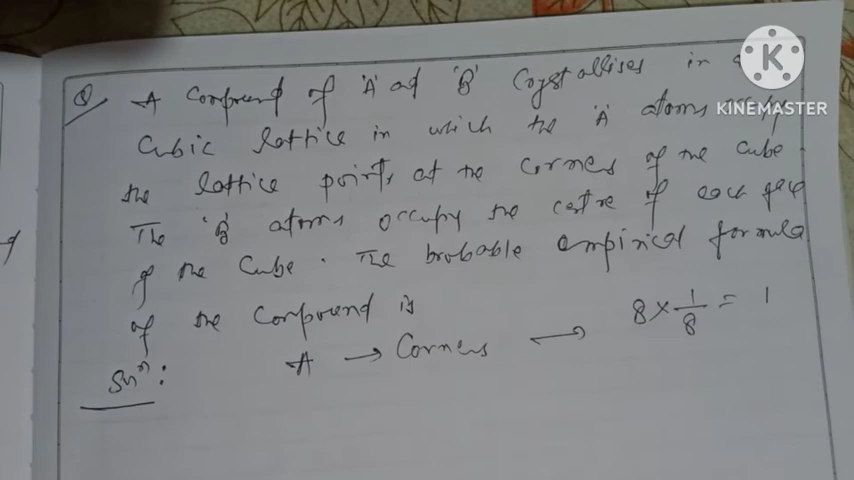 Q A compound of 'A' ad 'B' Crystallises in a
K
KINEMASTER
Cubic lattice in which the 'A' atoms occupy
the lattice points at the corners of the cube.
The 'B' atoms occupy the centre of each face
of the Cube. The probable empirical formula
of the compound is
Sol^n: A → Corners → 8 × 1/8 = 1